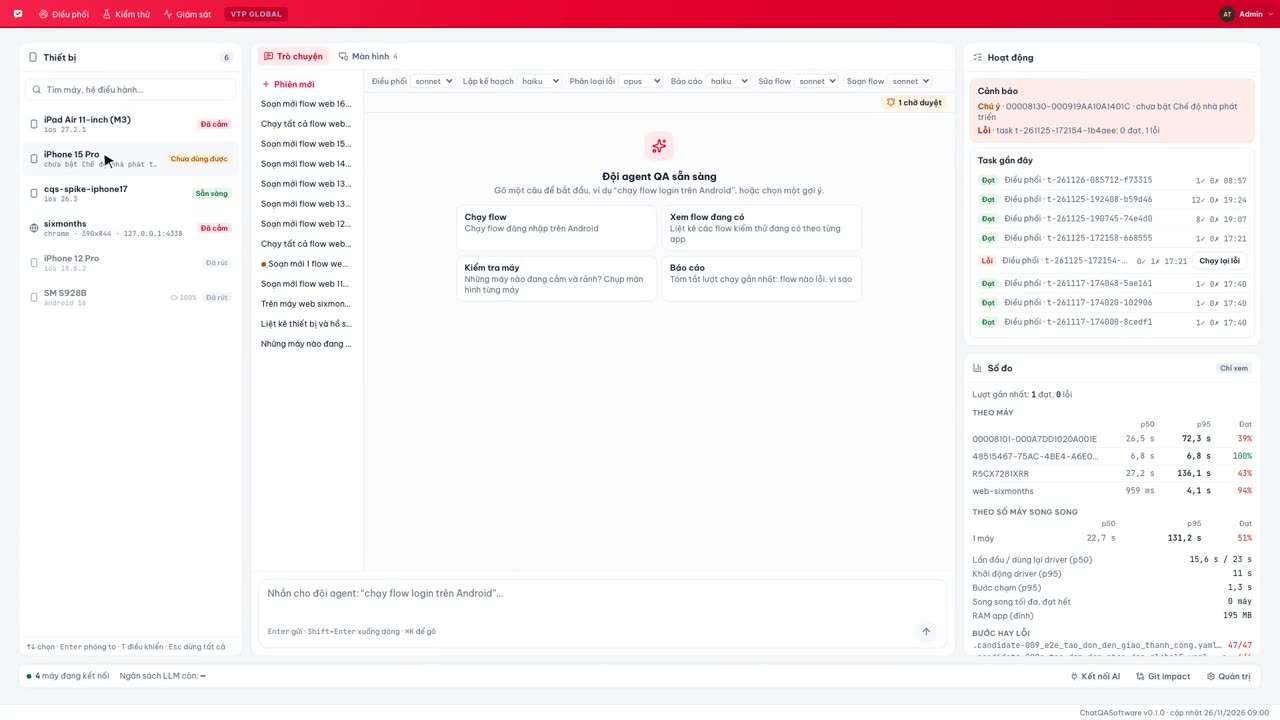 Điều phối
Kiểm thử
Giám sát
VTP GLOBAL
AT
Admin
Thiết bị
6
Tìm máy, hệ điều hành...
iPad Air 11-inch (M3)
ios 27.2.1
Đã cắm
iPhone 15 Pro
chưa bật Chế độ nhà phát t…
Chưa dùng được
cqs-spike-iphone17
ios 26.3
Sẵn sàng
sixmonths
chrome · 390x844 · 127.0.0.1:4338
Đã cắm
iPhone 12 Pro
ios 18.6.2
Đã rút
SM S928B
android 16
100%
Đã rút
↑↓ chọn · Enter phóng to · T điều khiển · Esc dừng tất cả
Trò chuyện
Màn hình 4
+ Phiên mới
Soạn mới flow web 16...
Chạy tất cả flow web...
Soạn mới flow web 15...
Soạn mới flow web 14...
Soạn mới flow web 13...
Soạn mới flow web 13...
Soạn mới flow web 12...
Chạy tất cả flow web...
Soạn mới 1 flow we...
Soạn mới flow web 11...
Trên máy web sixmon...
Liệt kê thiết bị và hồ s...
Những máy nào đang ...
Điều phối sonnet Lập kế hoạch haiku Phân loại lỗi opus Báo cáo haiku Sửa flow sonnet Soạn flow sonnet
1 chờ duyệt
Đội agent QA sẵn sàng
Gõ một câu để bắt đầu, ví dụ “chạy flow login trên Android”, hoặc chọn một gợi ý.
Chạy flow
Chạy flow đăng nhập trên Android
Xem flow đang có
Liệt kê các flow kiểm thử đang có theo từng
app
Kiểm tra máy
Những máy nào đang cắm và rảnh? Chụp màn
hình từng máy
Báo cáo
Tóm tắt lượt chạy gần nhất: flow nào lỗi, vì sao
Nhắn cho đội agent: “chạy flow login trên Android”...
Enter gửi · Shift+Enter xuống dòng · ⌘K để gõ
Hoạt động
Cảnh báo
Chú ý · 00008130-000919AA10A1401C · chưa bật Chế độ nhà phát
triển
Lỗi · task t-261125-172154-1b4aee: 0 đạt, 1 lỗi
Task gần đây
Đạt Điều phối · t-261126-085712-f73315 1✓ 0✗ 08:57
Đạt Điều phối · t-261125-192408-b59d46 12✓ 0✗ 19:24
Đạt Điều phối · t-261125-190745-74e4d0 8✓ 0✗ 19:07
Đạt Điều phối · t-261125-172158-668555 1✓ 0✗ 17:21
Lỗi Điều phối · t-261125-172154-... 0✓ 1✗ 17:21 Chạy lại lỗi
Đạt Điều phối · t-261117-174048-5ae161 1✓ 0✗ 17:40
Đạt Điều phối · t-261117-174020-102906 1✓ 0✗ 17:40
Đạt Điều phối · t-261117-174000-8cedf1 1✓ 0✗ 17:40
Số đo
Chỉ xem
Lượt gần nhất: 1 đạt, 0 lỗi
THEO MÁY
p50 p95 Đạt
00008101-000A7DD1020A001E 26,5 s 72,3 s 39%
48515467-75AC-4BE4-A6E0... 6,8 s 6,8 s 100%
R5CX7281XRR 27,2 s 136,1 s 43%
web-sixmonths 959 ms 4,1 s 94%
THEO SỐ MÁY SONG SONG
p50 p95 Đạt
1 máy 22,7 s 131,2 s 51%
Lần đầu / dùng lại driver (p50) 15,6 s / 23 s
Khởi động driver (p95) 11 s
Bước chạm (p95) 1,3 s
Song song tối đa, đạt hết 0 máy
RAM app (đỉnh) 195 MB
BƯỚC HAY LỖI
.candidate-009_e2e_tao_don_den_giao_thanh_cong.yaml… 47/47
4 máy đang kết nối
Ngân sách LLM còn: —
Kết nối AI
Git impact
Quản trị
ChatQASoftware v0.1.0 · cập nhật 26/11/2026 09:00